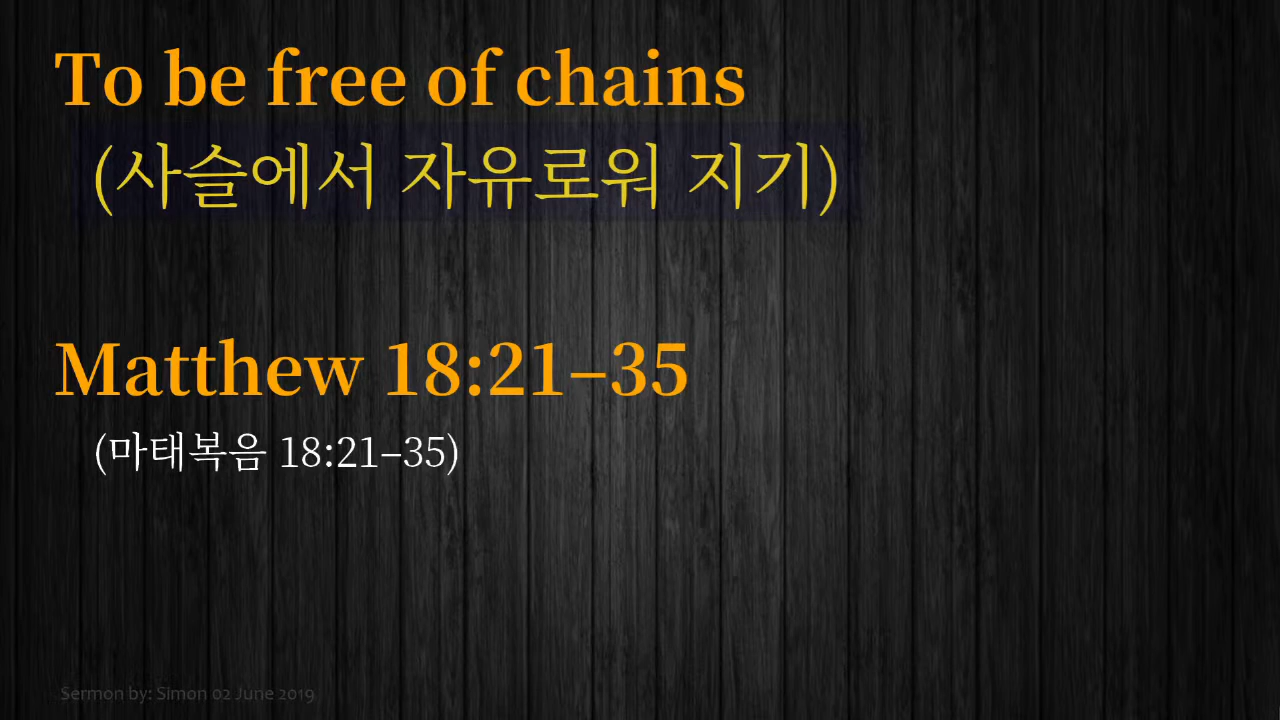 To be free of chains
(사슬에서 자유로워 지기)
Matthew 18:21–35
(마태복음 18:21–35)
Sermon by: Simon 02 June 2019